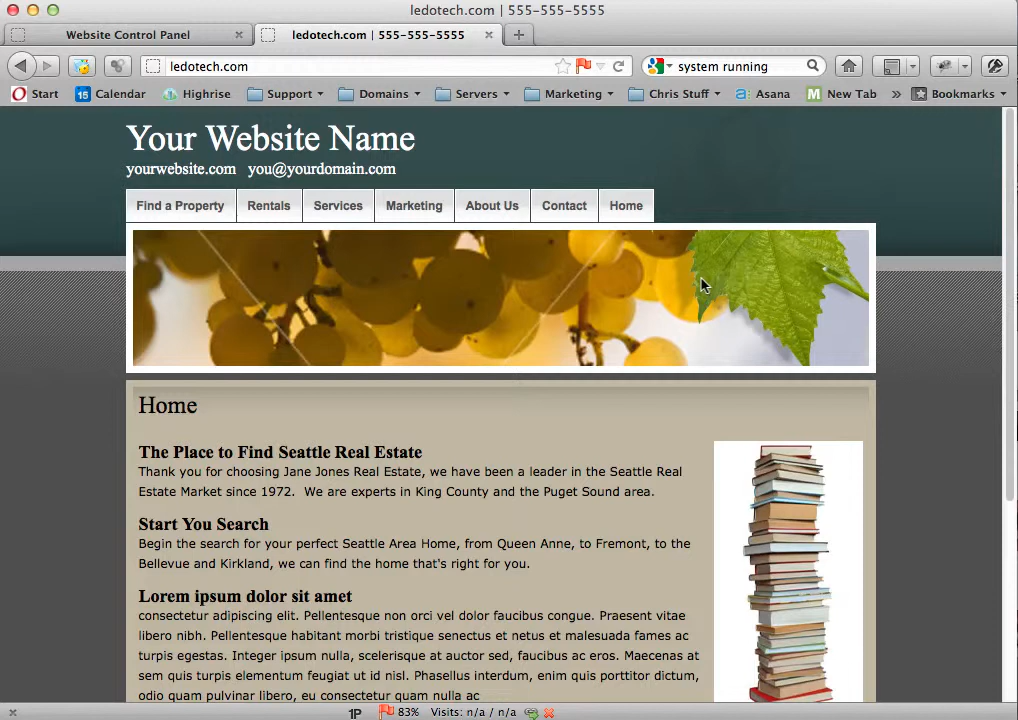 ledotech.com | 555-555-5555
Website Control Panel
ledotech.com | 555-555-5555
ledotech.com
system running
Start
Calendar
Highrise
Support
Domains
Servers
Marketing
Chris Stuff
Asana
New Tab
Bookmarks
Your Website Name
yourwebsite.com you@yourdomain.com
Find a Property
Rentals
Services
Marketing
About Us
Contact
Home
Home
The Place to Find Seattle Real Estate
Thank you for choosing Jane Jones Real Estate, we have been a leader in the Seattle Real
Estate Market since 1972. We are experts in King County and the Puget Sound area.
Start You Search
Begin the search for your perfect Seattle Area Home, from Queen Anne, to Fremont, to the
Bellevue and Kirkland, we can find the home that's right for you.
Lorem ipsum dolor sit amet
consectetur adipiscing elit. Pellentesque non orci vel dolor faucibus congue. Praesent vitae
libero nibh. Pellentesque habitant morbi tristique senectus et netus et malesuada fames ac
turpis egestas. Integer ipsum nulla, scelerisque at auctor sed, faucibus ac eros. Maecenas at
sem quis turpis elementum feugiat ut id nisl. Phasellus interdum, enim quis porttitor dictum,
odio quam pulvinar libero, eu consectetur quam nulla ac
1P 83% Visits: n/a / n/a